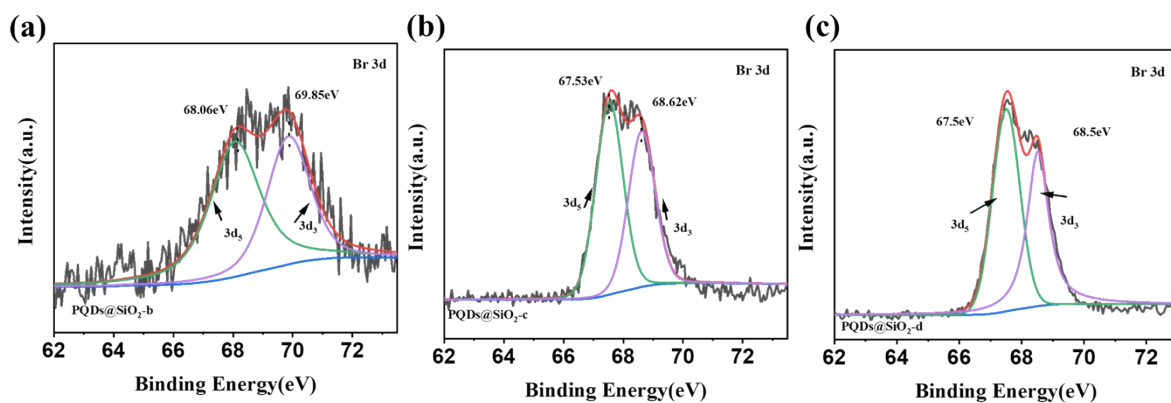 (a)
Br 3d
68.06eV
69.85eV
3d₅
3d₃
PQDs@SiO₂-b
Intensity(a.u.)
62 64 66 68 70 72
Binding Energy(eV)
(b)
Br 3d
67.53eV
68.62eV
3d₅
3d₃
PQDs@SiO₂-c
Intensity(a.u.)
62 64 66 68 70 72
Binding Energy(eV)
(c)
Br 3d
67.5eV
68.5eV
3d₅
3d₃
PQDs@SiO₂-d
Intensity(a.u.)
62 64 66 68 70 72
Binding Energy(eV)